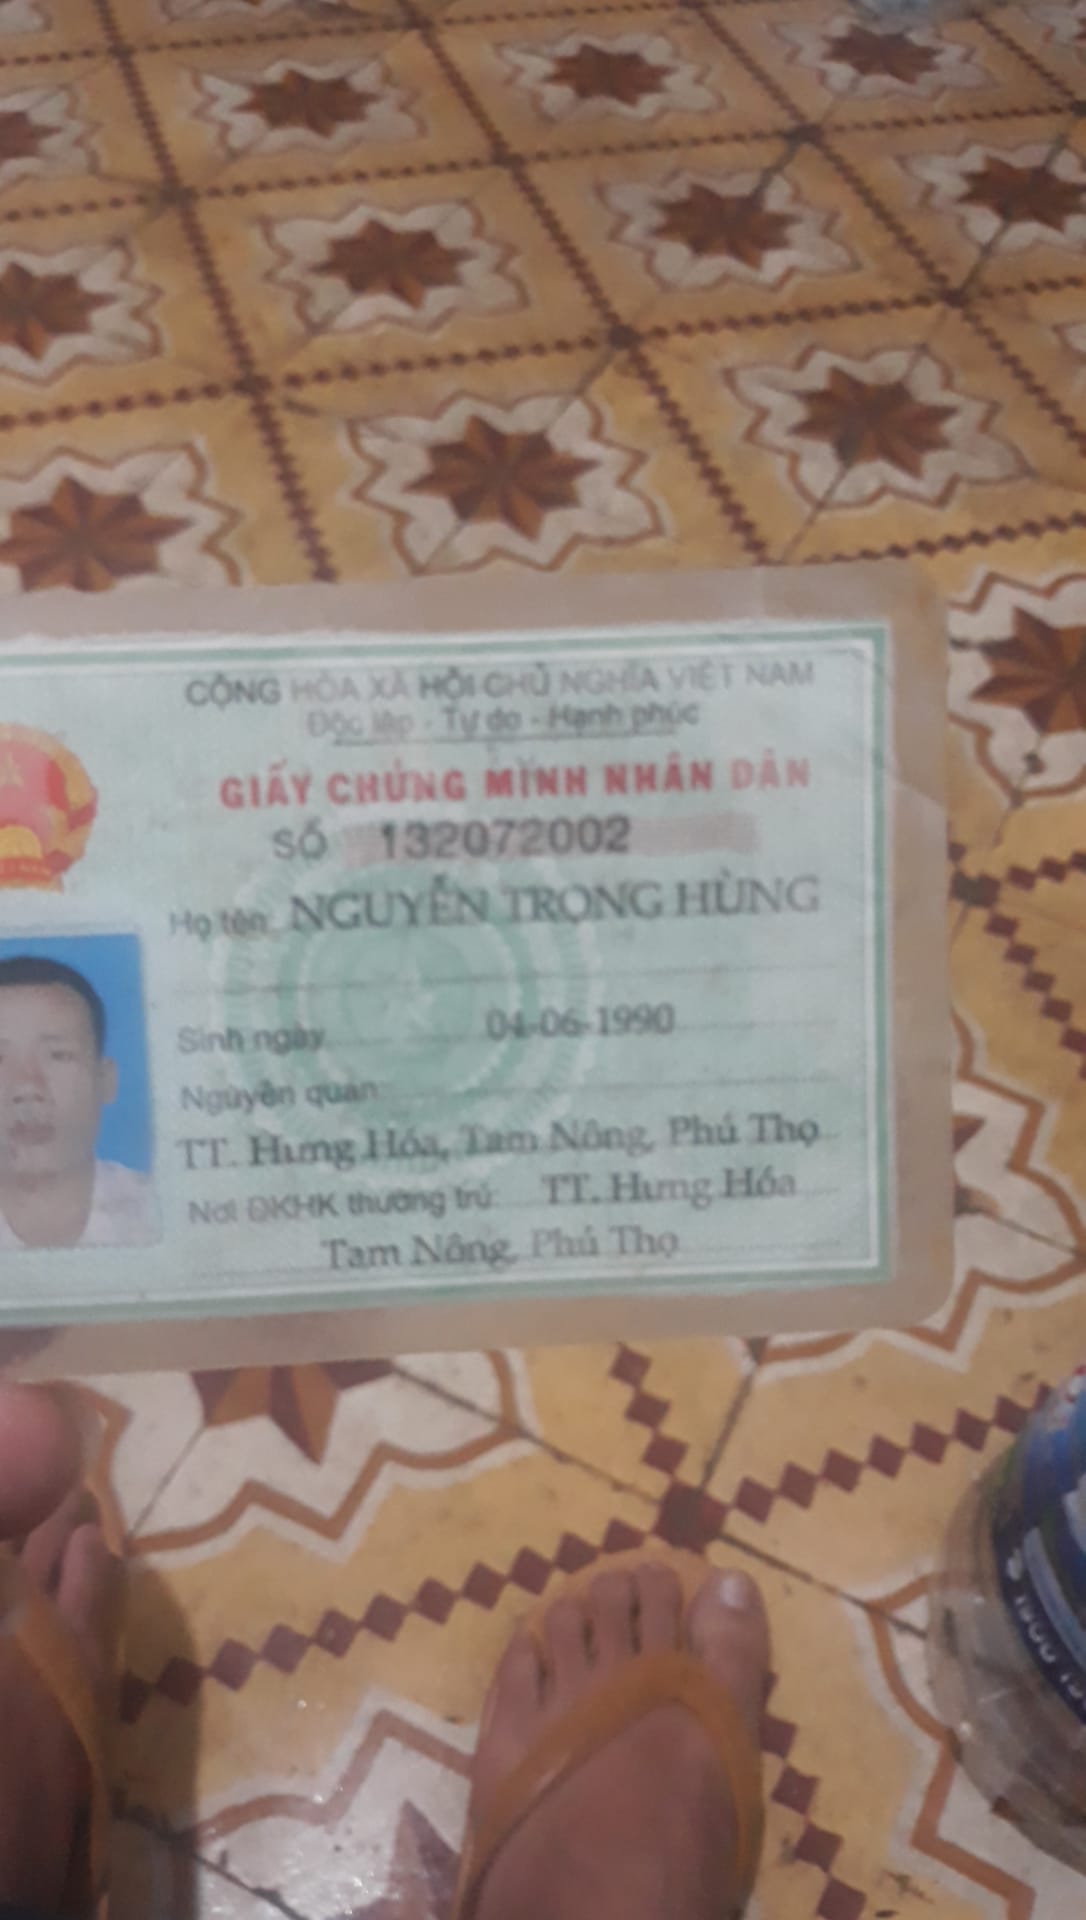 CỘNG HÒA XÃ HỘI CHỦ NGHĨA VIỆT NAM
Độc lập - Tự do - Hạnh phúc
GIẤY CHỨNG MINH NHÂN DÂN
SỐ 132072002
Họ tên: NGUYỄN TRỌNG HÙNG
Sinh ngày 04-06-1990
Nguyên quán:
TT. Hưng Hóa, Tam Nông, Phú Thọ
Nơi ĐKHK thường trú: TT. Hưng Hóa
Tam Nông, Phú Thọ